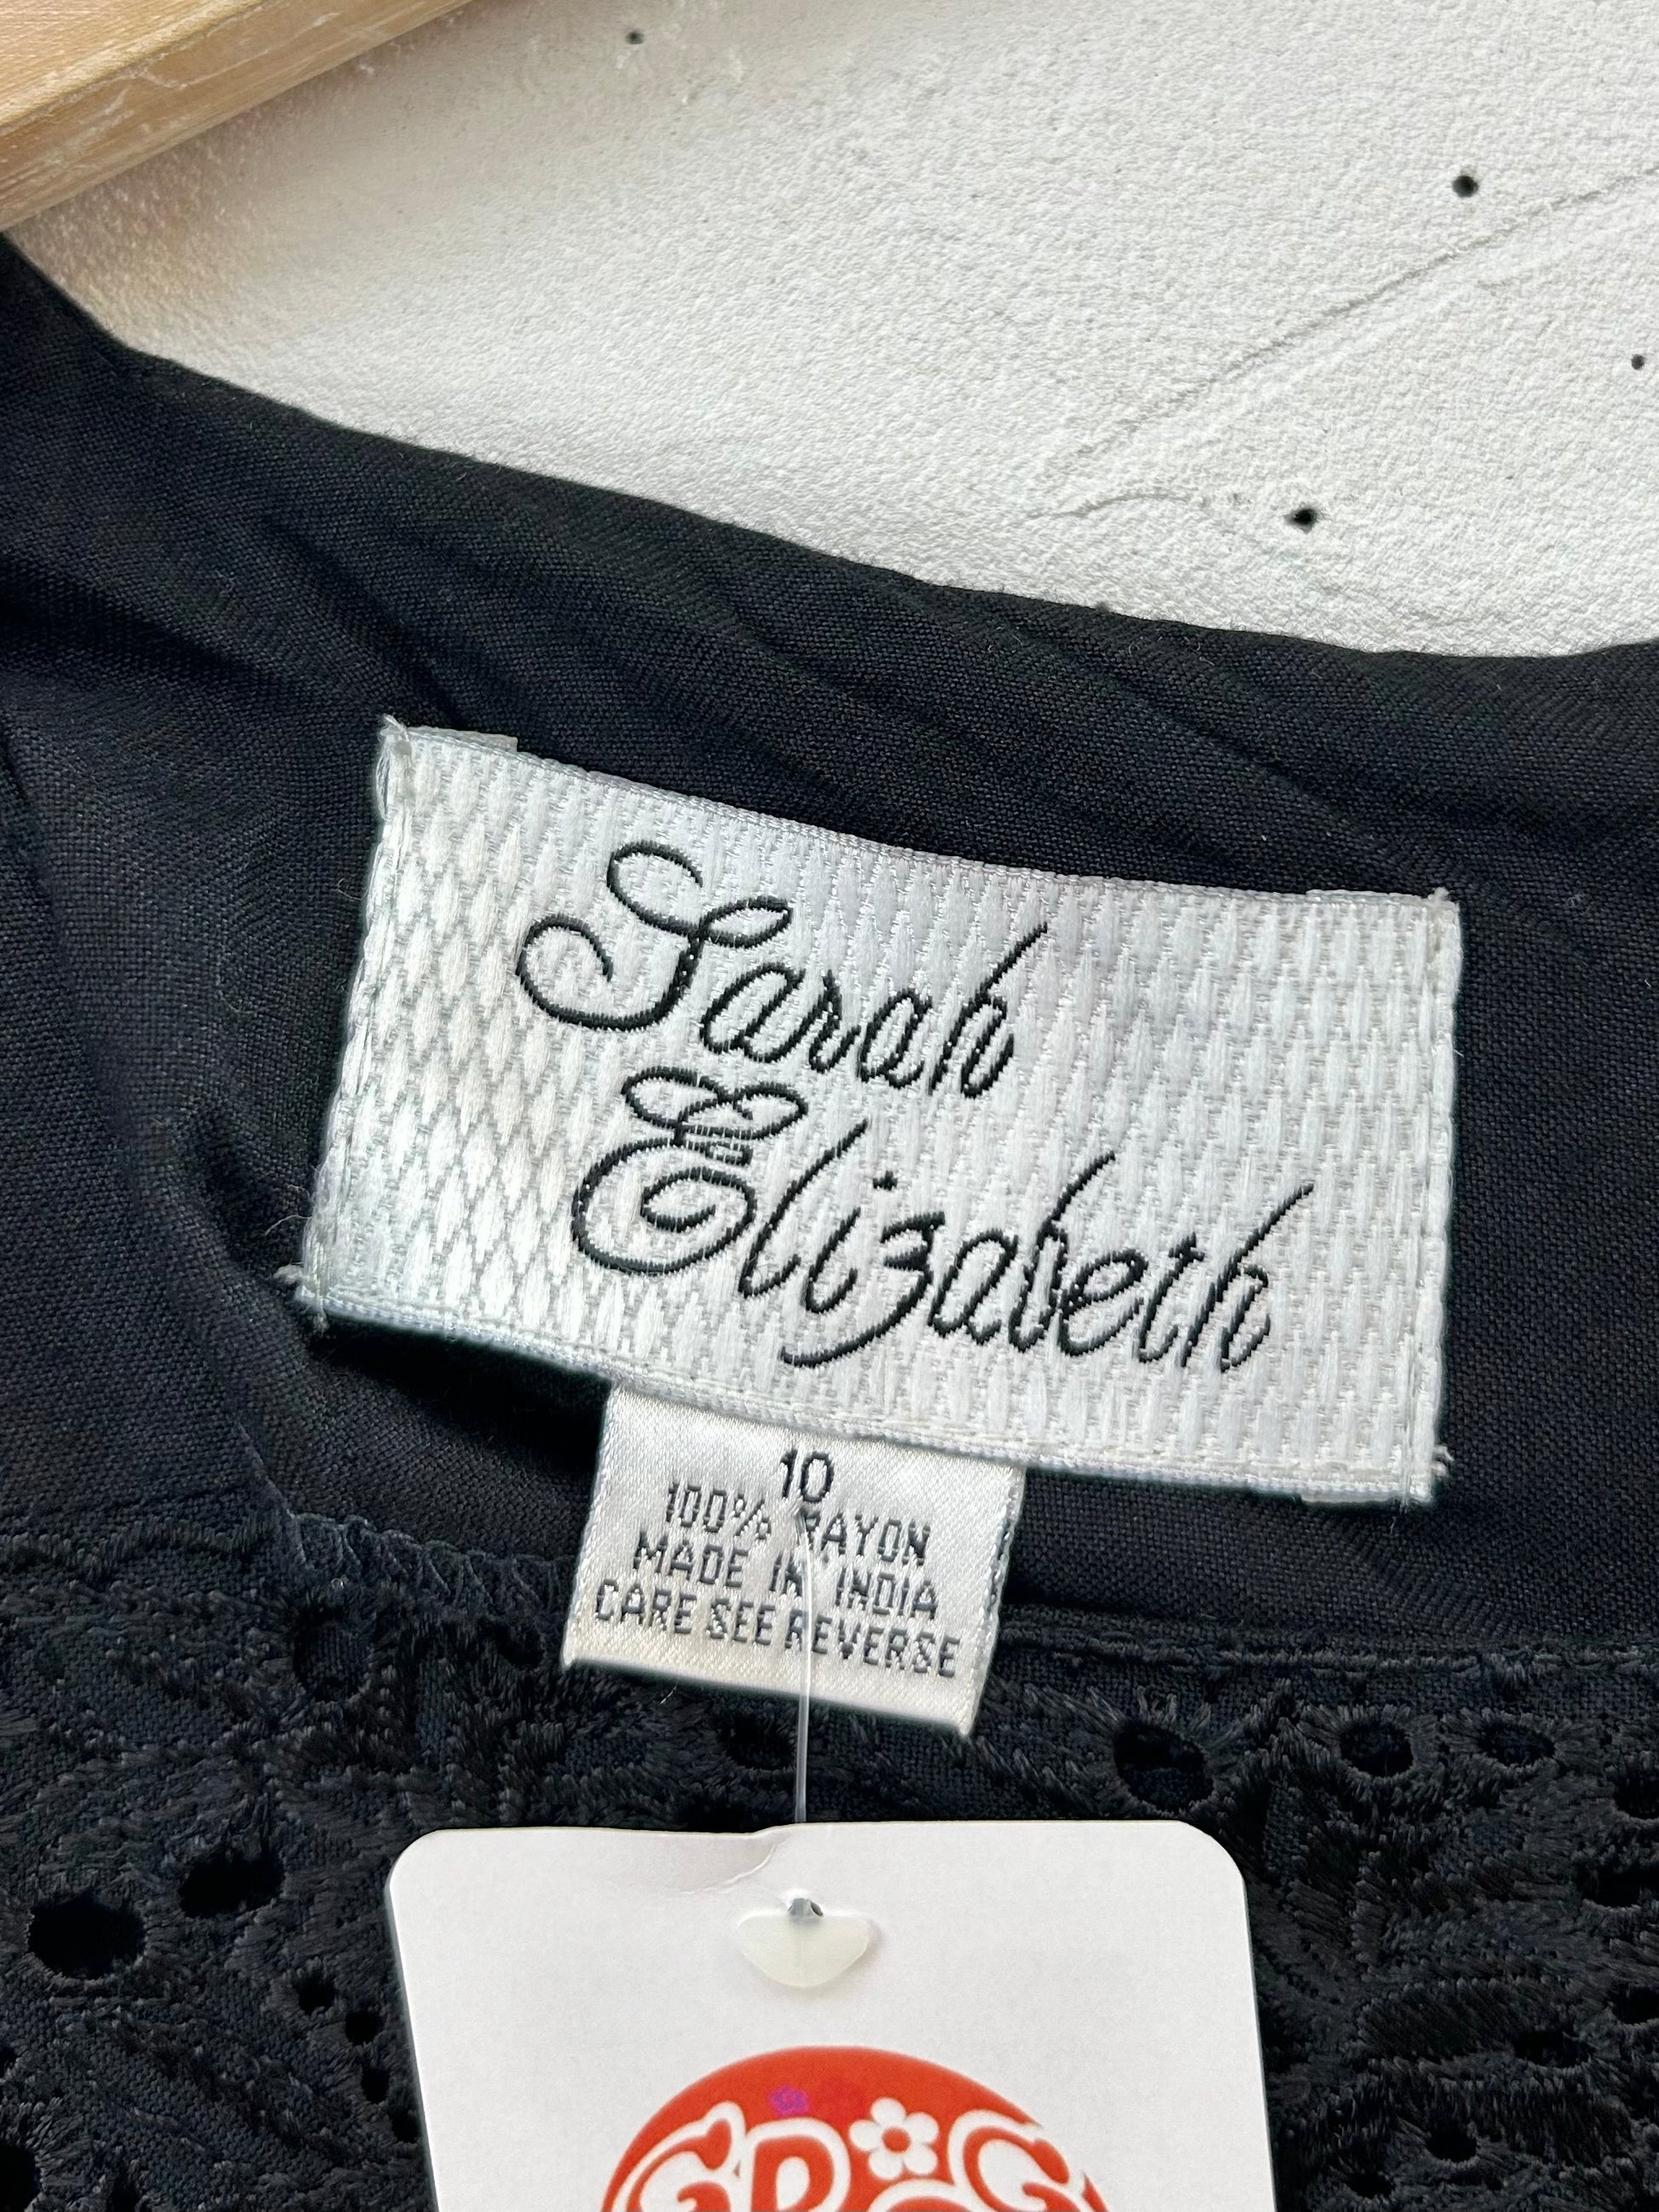 Sarah
Elizabeth
10
100% RAYON
MADE IN INDIA
CARE SEE REVERSE